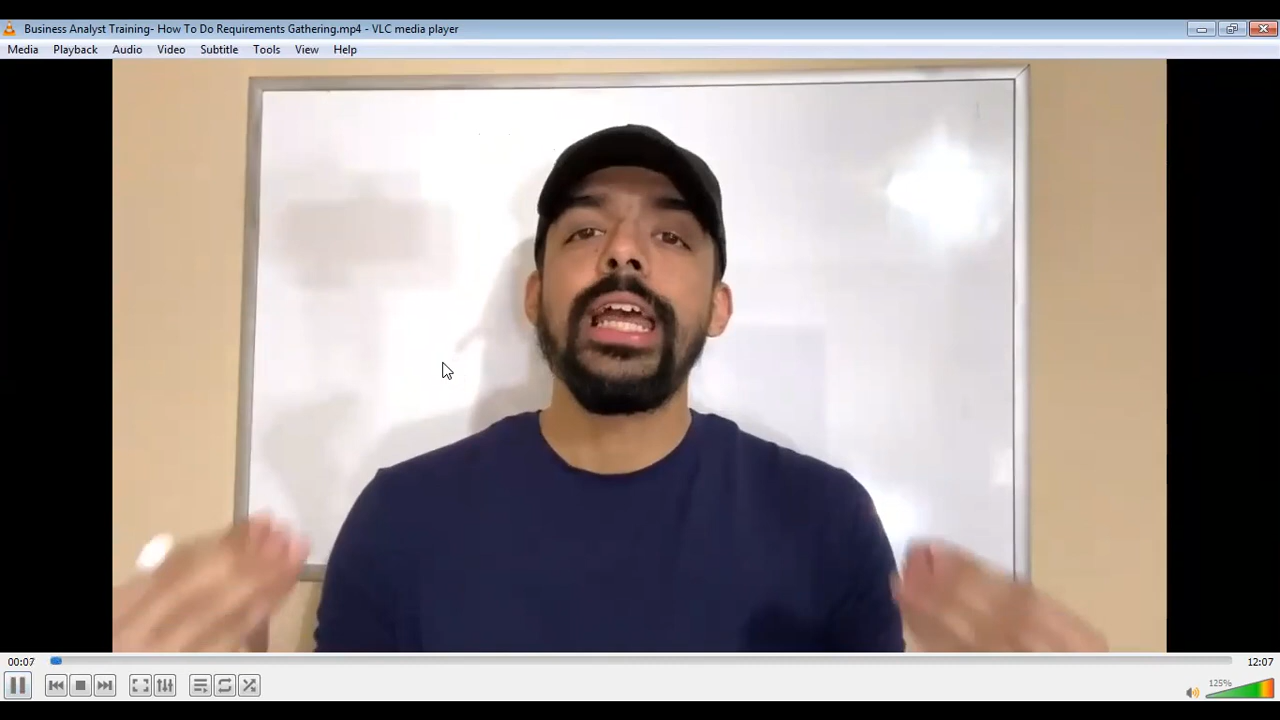 Business Analyst Training- How To Do Requirements Gathering.mp4 - VLC media player
Media Playback Audio Video Subtitle Tools View Help
00:07 12:07
125%